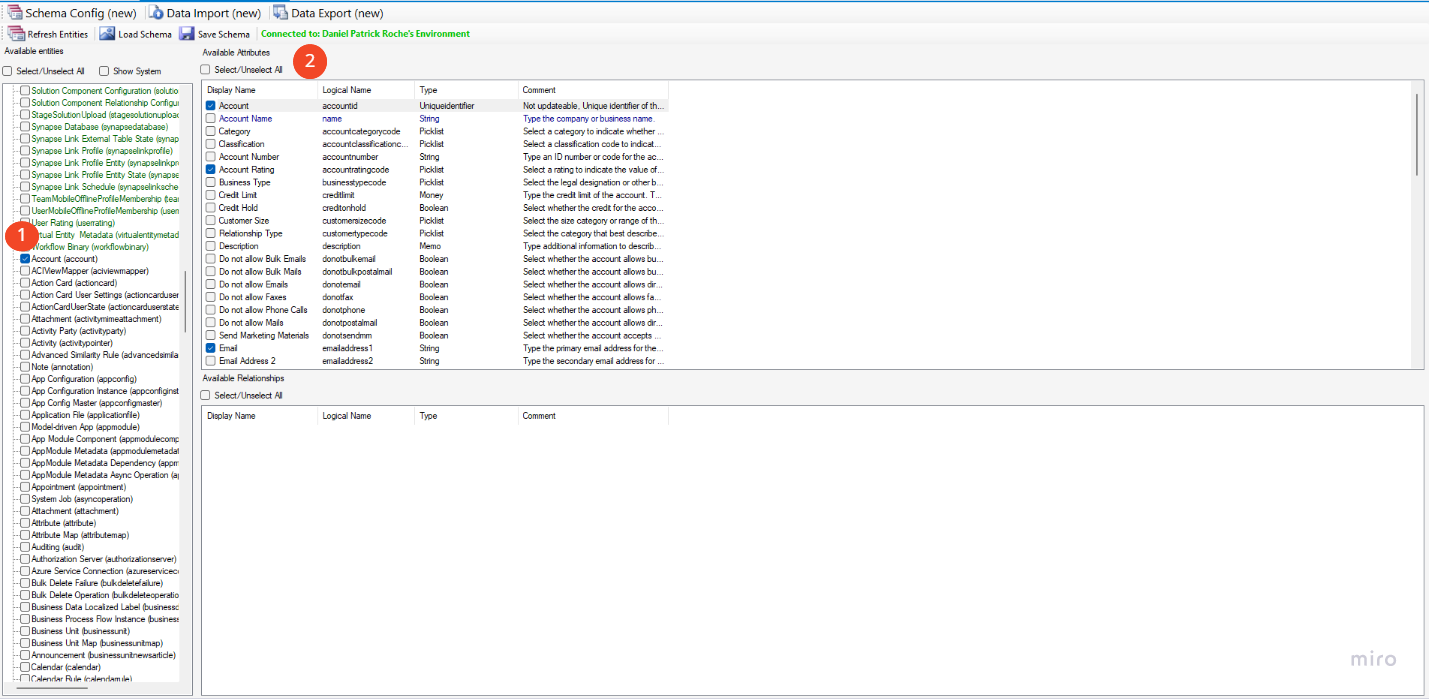 Schema Config (new) Data Import (new) Data Export (new)
Refresh Entities Load Schema Save Schema Connected to: Daniel Patrick Roche's Environment
Available entities
Select/Unselect All Show System
Solution Component Configuration (solutio
Solution Component Relationship Configu
StageSolutionUpload (stagesolutionuploa
Synapse Database (synapsedatabase)
Synapse Link External Table State (synap
Synapse Link Profile (synapselinkprofile)
Synapse Link Profile Entity (synapselinkpr
Synapse Link Profile Entity State (synapse
Synapse Link Schedule (synapselinksche
TeamMobileOfflineProfileMembership (tea
UserMobileOfflineProfileMembership (usen
User Rating (userrating)
1
Metadata (virtualentitymetad
Workflow Binary (workflowbinary)
Account (account)
ACIViewMapper (aciviewmapper)
Action Card (actioncard)
Action Card User Settings (actioncarduser
ActionCardUserState (actioncarduserstate
Attachment (activitymimeattachment)
Activity Party (activityparty)
Activity (activitypointer)
Advanced Similarity Rule (advancedsimila
Note (annotation)
App Configuration (appconfig)
App Configuration Instance (appconfiginst
App Config Master (appconfigmaster)
Application File (applicationfile)
Model-driven App (appmodule)
App Module Component (appmodulecomp
AppModule Metadata (appmodulemetadat
AppModule Metadata Dependency (appm
AppModule Metadata Async Operation (a
Appointment (appointment)
System Job (asyncoperation)
Attachment (attachment)
Attribute (attribute)
Attribute Map (attributemap)
Auditing (audit)
Authorization Server (authorizationserver)
Azure Service Connection (azureservicec
Bulk Delete Failure (bulkdeletefailure)
Bulk Delete Operation (bulkdeleteoperatio
Business Data Localized Label (businessd
Business Process Flow Instance (business
Business Unit (businessunit)
Business Unit Map (businessunitmap)
Announcement (businessunitnewsarticle)
Calendar (calendar)
Calendar Rule (calendarrule)
Available Attributes
2
Select/Unselect All
Display Name Logical Name Type Comment
Account accountid Uniqueidentifier Not updateable, Unique identifier of th...
Account Name name String Type the company or business name.
Category accountcategorycode Picklist Select a category to indicate whether ...
Classification accountclassificationc... Picklist Select a classification code to indicat...
Account Number accountnumber String Type an ID number or code for the ac...
Account Rating accountratingcode Picklist Select a rating to indicate the value of...
Business Type businesstypecode Picklist Select the legal designation or other b...
Credit Limit creditlimit Money Type the credit limit of the account. T...
Credit Hold creditonhold Boolean Select whether the credit for the acco...
Customer Size customersizecode Picklist Select the size category or range of th...
Relationship Type customertypecode Picklist Select the category that best describe...
Description description Memo Type additional information to describ...
Do not allow Bulk Emails donotbulkemail Boolean Select whether the account allows bu...
Do not allow Bulk Mails donotbulkpostalmail Boolean Select whether the account allows bu...
Do not allow Emails donotemail Boolean Select whether the account allows dir...
Do not allow Faxes donotfax Boolean Select whether the account allows fa...
Do not allow Phone Calls donotphone Boolean Select whether the account allows ph...
Do not allow Mails donotpostalmail Boolean Select whether the account allows dir...
Send Marketing Materials donotsendmm Boolean Select whether the account accepts ...
Email emailaddress1 String Type the primary email address for the...
Email Address 2 emailaddress2 String Type the secondary email address for ...
Available Relationships
Select/Unselect All
Display Name Logical Name Type Comment
miro